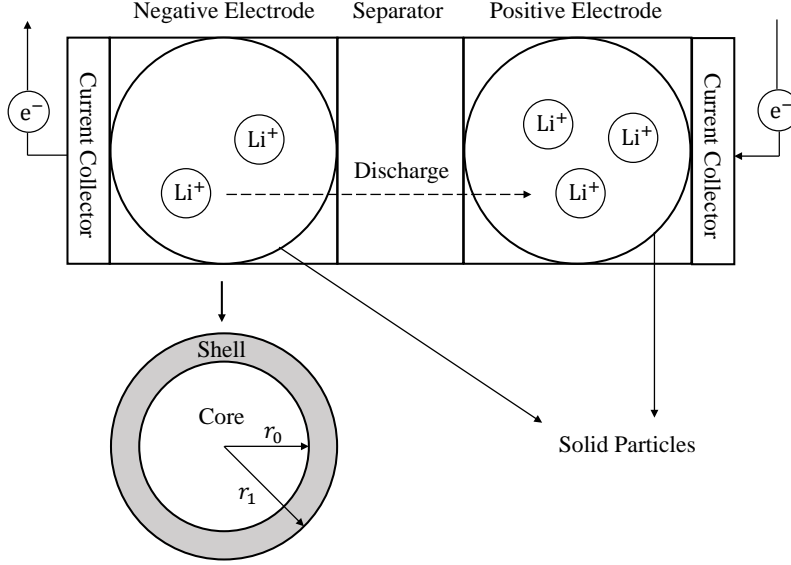 Negative Electrode
Separator
Positive Electrode
e⁻
Current Collector
Li⁺
Li⁺
Discharge
Li⁺
Li⁺
Li⁺
Current Collector
e⁻
Shell
Core
r₀
r₁
Solid Particles